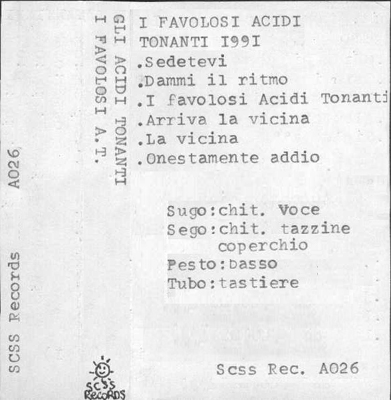 I FAVOLOSI ACIDI
TONANTI I99I
.Sedetevi
.Dammi il ritmo
.I favolosi Acidi Tonanti
.Arriva la vicina
.La vicina
.Onestamente addio
Sugo:chit. Voce
Sego:chit. tazzine
coperchio
Pesto:basso
Tubo:tastiere
Scss Rec. A026
GLI ACIDI TONANTI
I FAVOLOSI A.T.
SCSS Records A026
SCSS
RECORDS